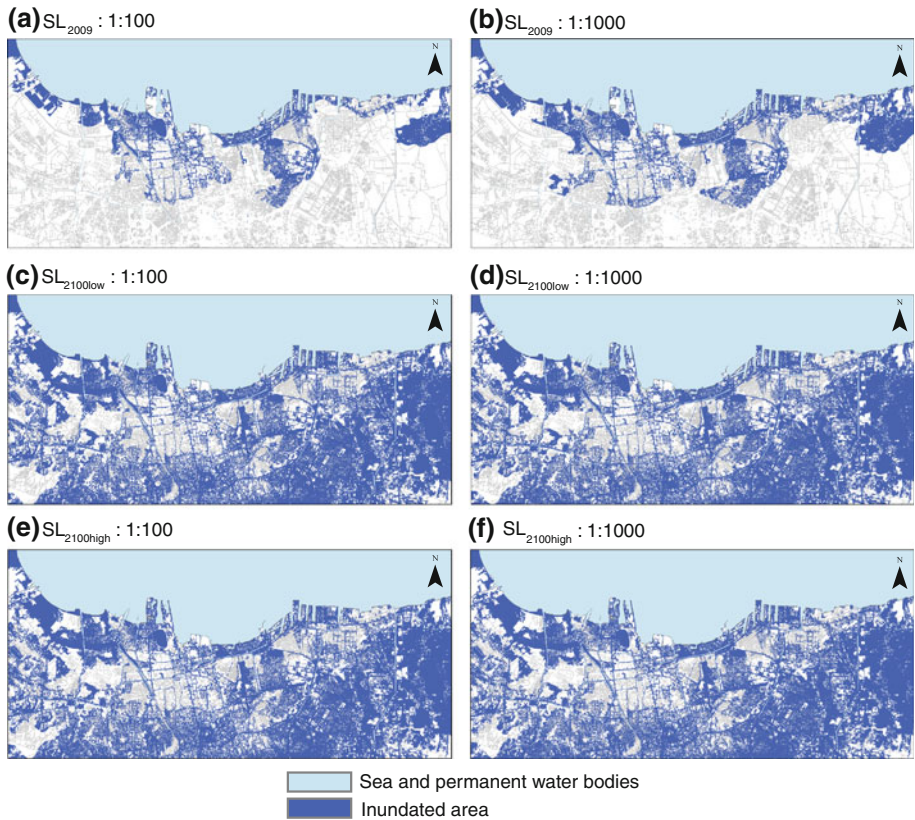 (a) SL2009 : 1:100
(b) SL2009 : 1:1000
N
N
(c) SL2100low : 1:100
(d) SL2100low : 1:1000
N
N
(e) SL2100high : 1:100
(f) SL2100high : 1:1000
N
N
Sea and permanent water bodies
Inundated area